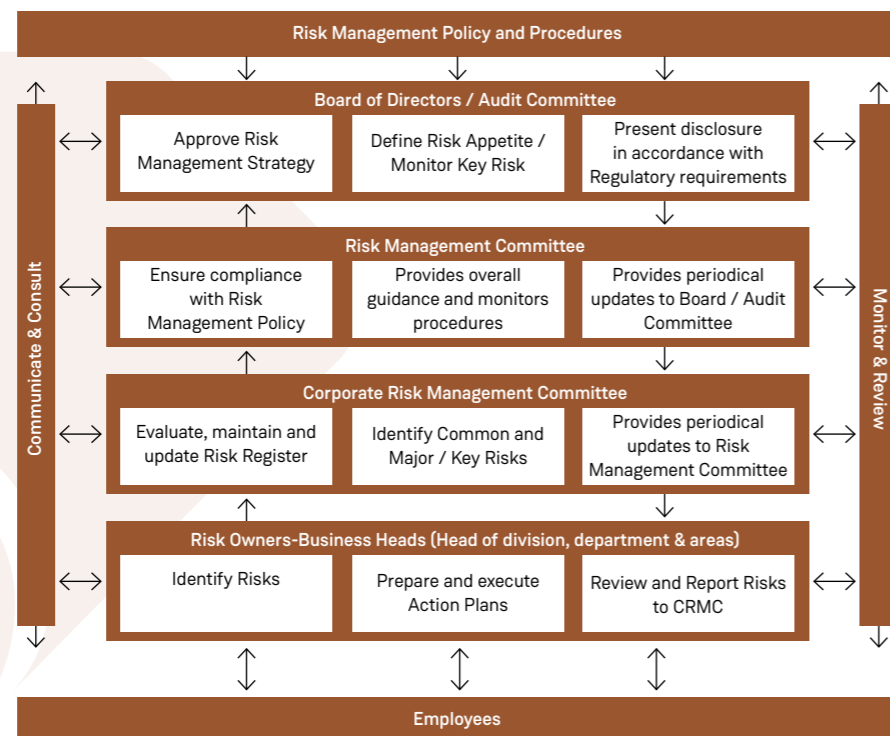 Risk Management Policy and Procedures
Board of Directors / Audit Committee
Approve Risk
Management Strategy
Define Risk Appetite /
Monitor Key Risk
Present disclosure
in accordance with
Regulatory requirements
Risk Management Committee
Ensure compliance
with Risk
Management Policy
Provides overall
guidance and monitors
procedures
Provides periodical
updates to Board / Audit
Committee
Corporate Risk Management Committee
Evaluate, maintain and
update Risk Register
Identify Common and
Major / Key Risks
Provides periodical
updates to Risk
Management Committee
Risk Owners-Business Heads (Head of division, department & areas)
Identify Risks
Prepare and execute
Action Plans
Review and Report Risks
to CRMC
Employees
Communicate & Consult
Monitor & Review